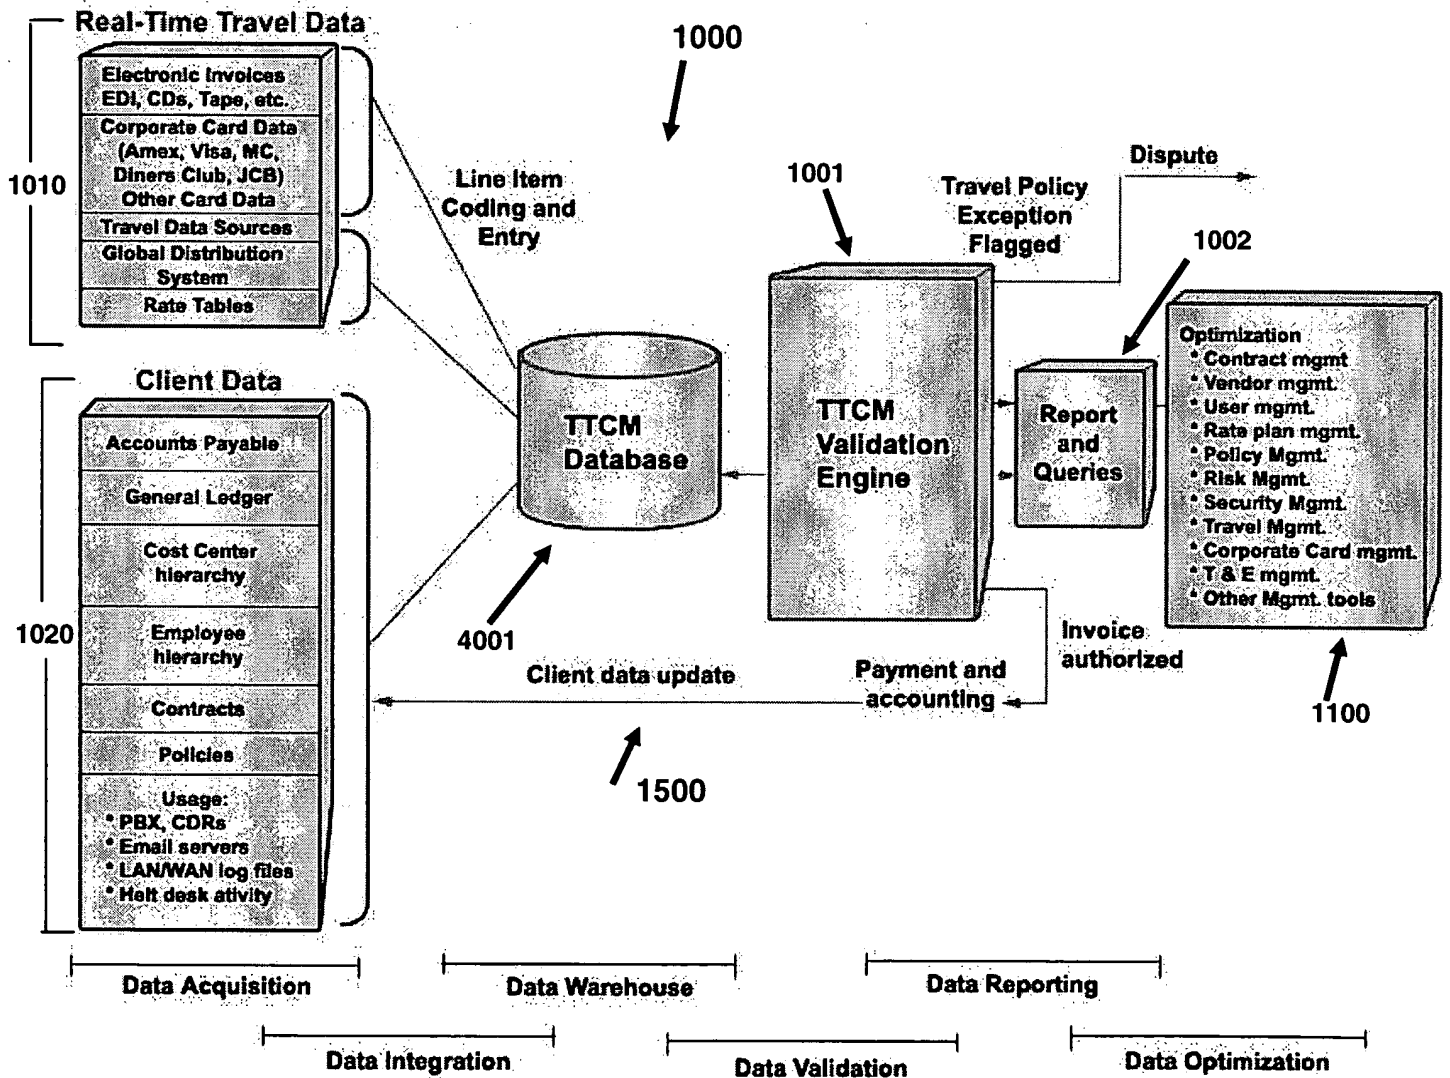 Real-Time Travel Data
Electronic Invoices
EDI, CDs, Tape, etc.
Corporate Card Data
(Amex, Visa, MC,
Diners Club, JCB)
Other Card Data
Travel Data Sources
Global Distribution
System
Rate Tables
1010
Client Data
Accounts Payable
General Ledger
Cost Center
hierarchy
Employee
hierarchy
Contracts
Policies
Usage:
* PBX, CDRs
* Email servers
* LAN/WAN log files
* Helt desk ativity
1020
Line Item
Coding and
Entry
1000
TTCM
Database
4001
1001
TTCM
Validation
Engine
Travel Policy
Exception
Flagged
Dispute
1002
Report
and
Queries
Optimization
* Contract mgmt
* Vendor mgmt.
* User mgmt.
* Rate plan mgmt.
* Policy Mgmt.
* Risk Mgmt.
* Security Mgmt.
* Travel Mgmt.
* Corporate Card mgmt.
* T & E mgmt.
* Other Mgmt. tools
1100
Invoice
authorized
Payment and
accounting
Client data update
1500
Data Acquisition
Data Warehouse
Data Reporting
Data Integration
Data Validation
Data Optimization